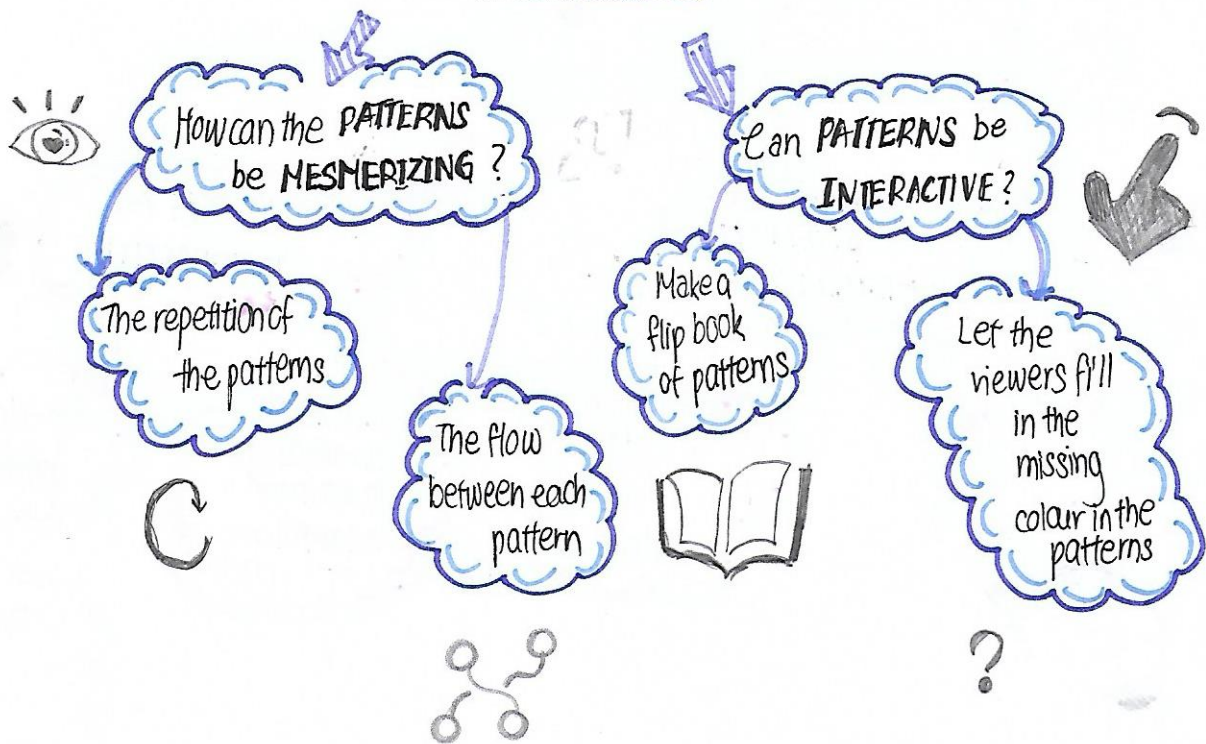 How can the PATTERNS
be MESMERIZING ?
The repetition of
the patterns
The flow
between each
pattern
Can PATTERNS be
INTERACTIVE ?
Make a
flip book
of patterns
Let the
viewers fill
in the
missing
colour in the
patterns
?